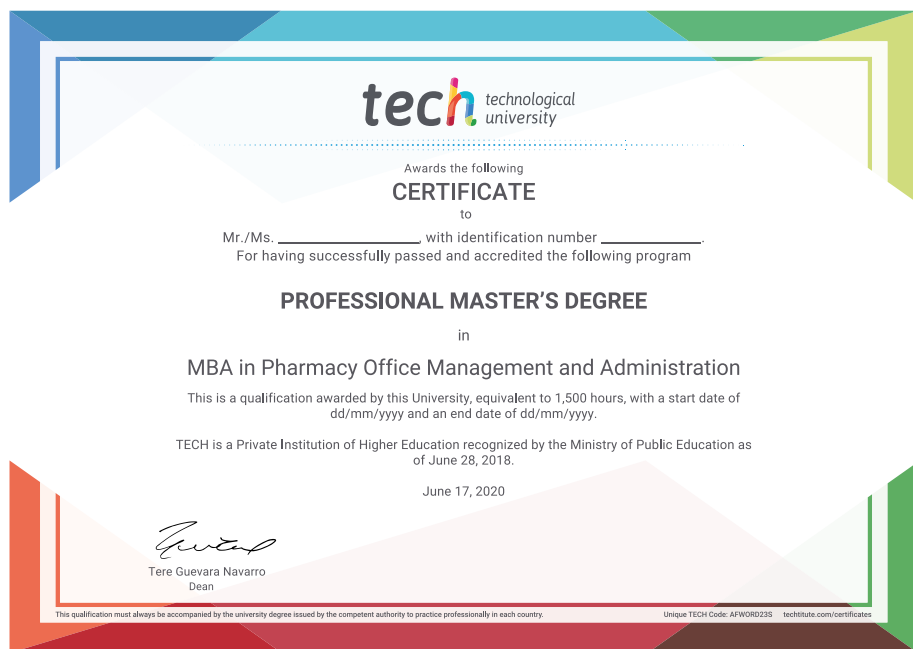 tech technological
university
Awards the following
CERTIFICATE
to
Mr./Ms. ____________________, with identification number ______________.
For having successfully passed and accredited the following program
PROFESSIONAL MASTER'S DEGREE
in
MBA in Pharmacy Office Management and Administration
This is a qualification awarded by this University, equivalent to 1,500 hours, with a start date of
dd/mm/yyyy and an end date of dd/mm/yyyy.
TECH is a Private Institution of Higher Education recognized by the Ministry of Public Education as
of June 28, 2018.
June 17, 2020
Tere Guevara Navarro
Dean
This qualification must always be accompanied by the university degree issued by the competent authority to practice professionally in each country. Unique TECH Code: AFWORD23S techtitute.com/certificates